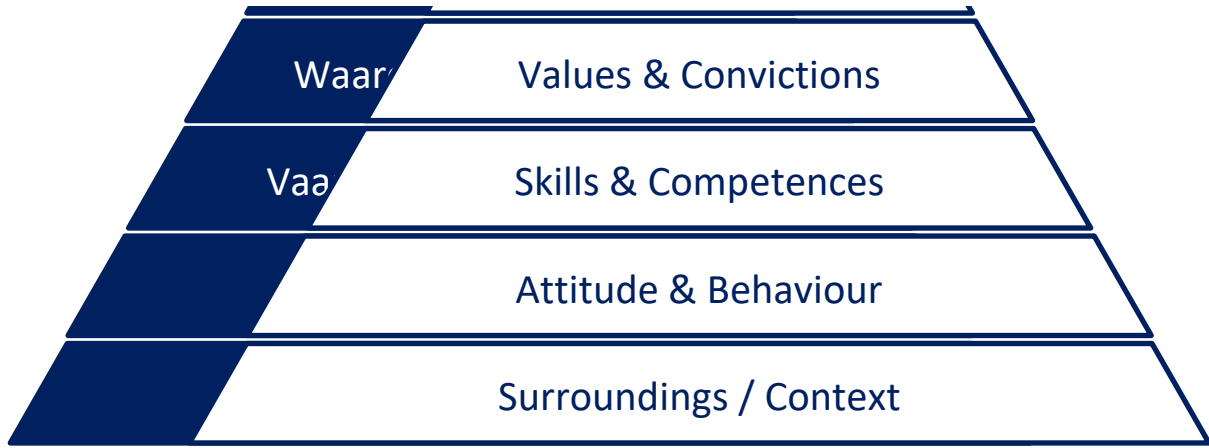 Values & Convictions
Skills & Competences
Attitude & Behaviour
Surroundings / Context